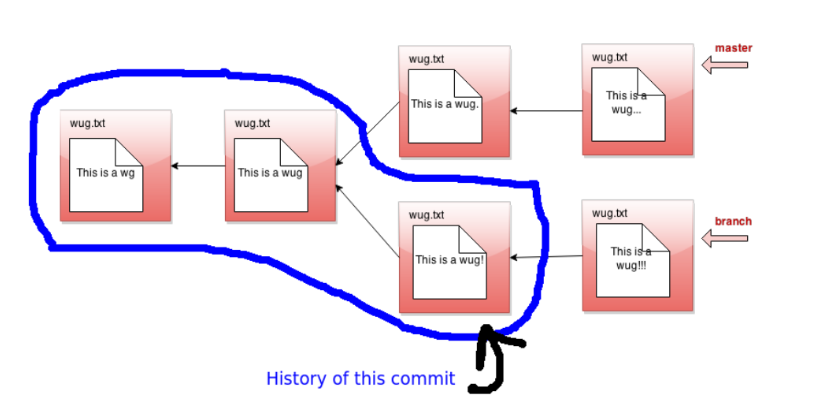 wug.txt
This is a wug.
wug.txt
This is a
wug...
master
wug.txt
This is a wg
wug.txt
This is a wug
wug.txt
This is a wug!
wug.txt
This is a
wug!!!
branch
History of this commit